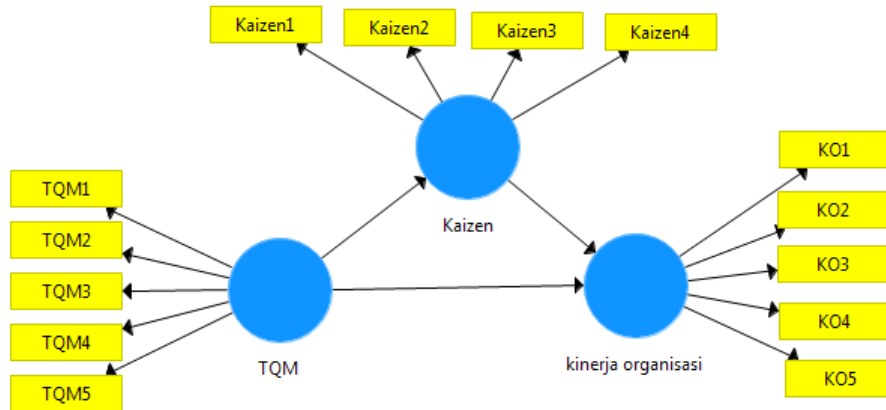 Kaizen1
Kaizen2
Kaizen3
Kaizen4
Kaizen
TQM1
TQM2
TQM3
TQM4
TQM5
TQM
KO1
KO2
KO3
KO4
KO5
kinerja organisasi